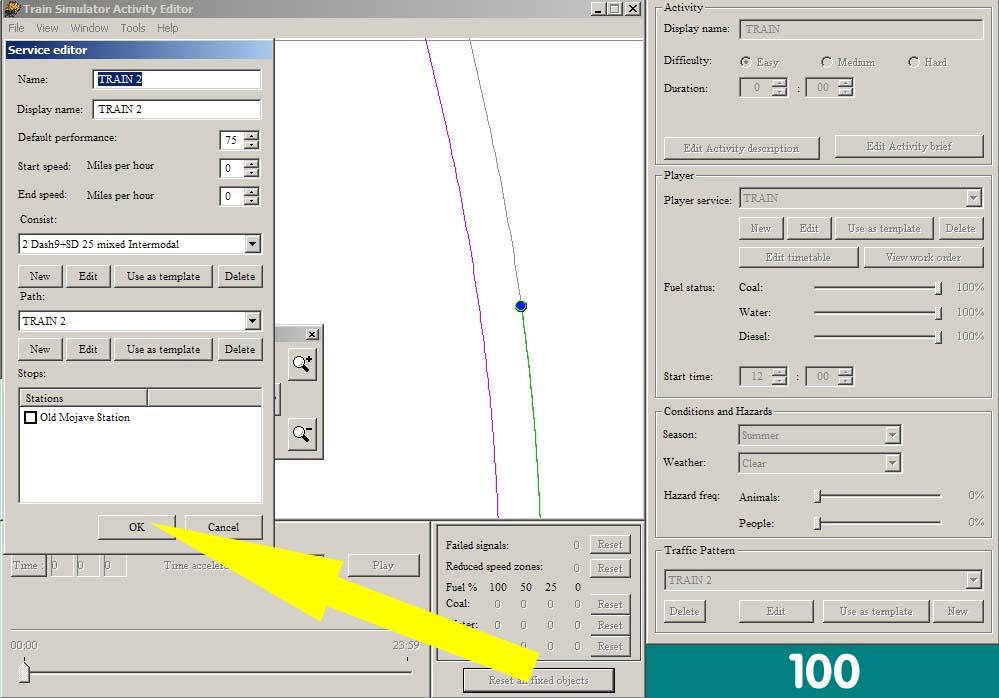 Train Simulator Activity Editor
File View Window Tools Help
Service editor
Name: TRAIN 2
Display name: TRAIN 2
Default performance: 75
Start speed: Miles per hour 0
End speed: Miles per hour 0
Consist:
2 Dash9+8D 25 mixed Intermodal
New Edit Use as template Delete
Path:
TRAIN 2
New Edit Use as template Delete
Stops:
Stations
Old Mojave Station
OK Cancel
Time : 0 0 0 Time Play
00:00 23:59
Failed signals: 0 Reset
Reduced speed zones: 0 Reset
Fuel % 100 50 25 0
Coal: 0 0 0 Reset
0 0 0 Reset
0 0 Reset
Reset all fixed objects
Activity
Display name: TRAIN
Difficulty: Easy Medium Hard
Duration: 0 : 00
Edit Activity description Edit Activity brief
Player
Player service: TRAIN
New Edit Use as template Delete
Edit timetable View work order
Fuel status: Coal: 100%
Water: 100%
Diesel: 100%
Start time: 12 : 00
Conditions and Hazards
Season: Summer
Weather: Clear
Hazard freq: Animals: 0%
People: 0%
Traffic Pattern
TRAIN 2
Delete Edit Use as template New
100